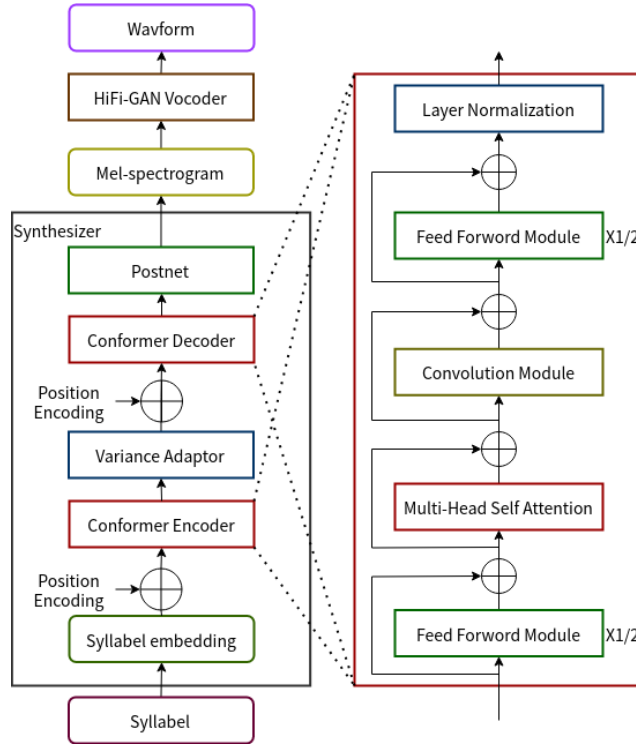 Wavform
HiFi-GAN Vocoder
Mel-spectrogram
Synthesizer
Postnet
Conformer Decoder
Position
Encoding
Variance Adaptor
Conformer Encoder
Position
Encoding
Syllabel embedding
Syllabel
Layer Normalization
Feed Forword Module X1/2
Convolution Module
Multi-Head Self Attention
Feed Forword Module X1/2